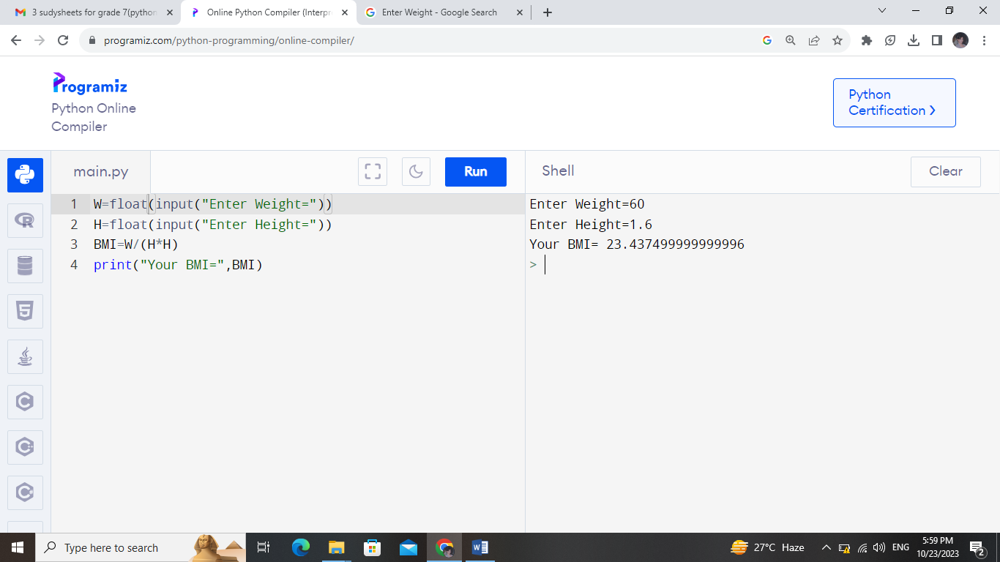 3 sudysheets for grade 7(python
Online Python Compiler (Interpr
Enter Weight - Google Search
programiz.com/python-programming/online-compiler/
Programiz
Python Online
Compiler
Python
Certification
main.py
Run
Shell
Clear
1 W=float(input("Enter Weight="))
2 H=float(input("Enter Height="))
3 BMI=W/(H*H)
4 print("Your BMI=",BMI)
Enter Weight=60
Enter Height=1.6
Your BMI= 23.437499999999996
>
Type here to search
27°C Haze
ENG
5:59 PM
10/23/2023
2